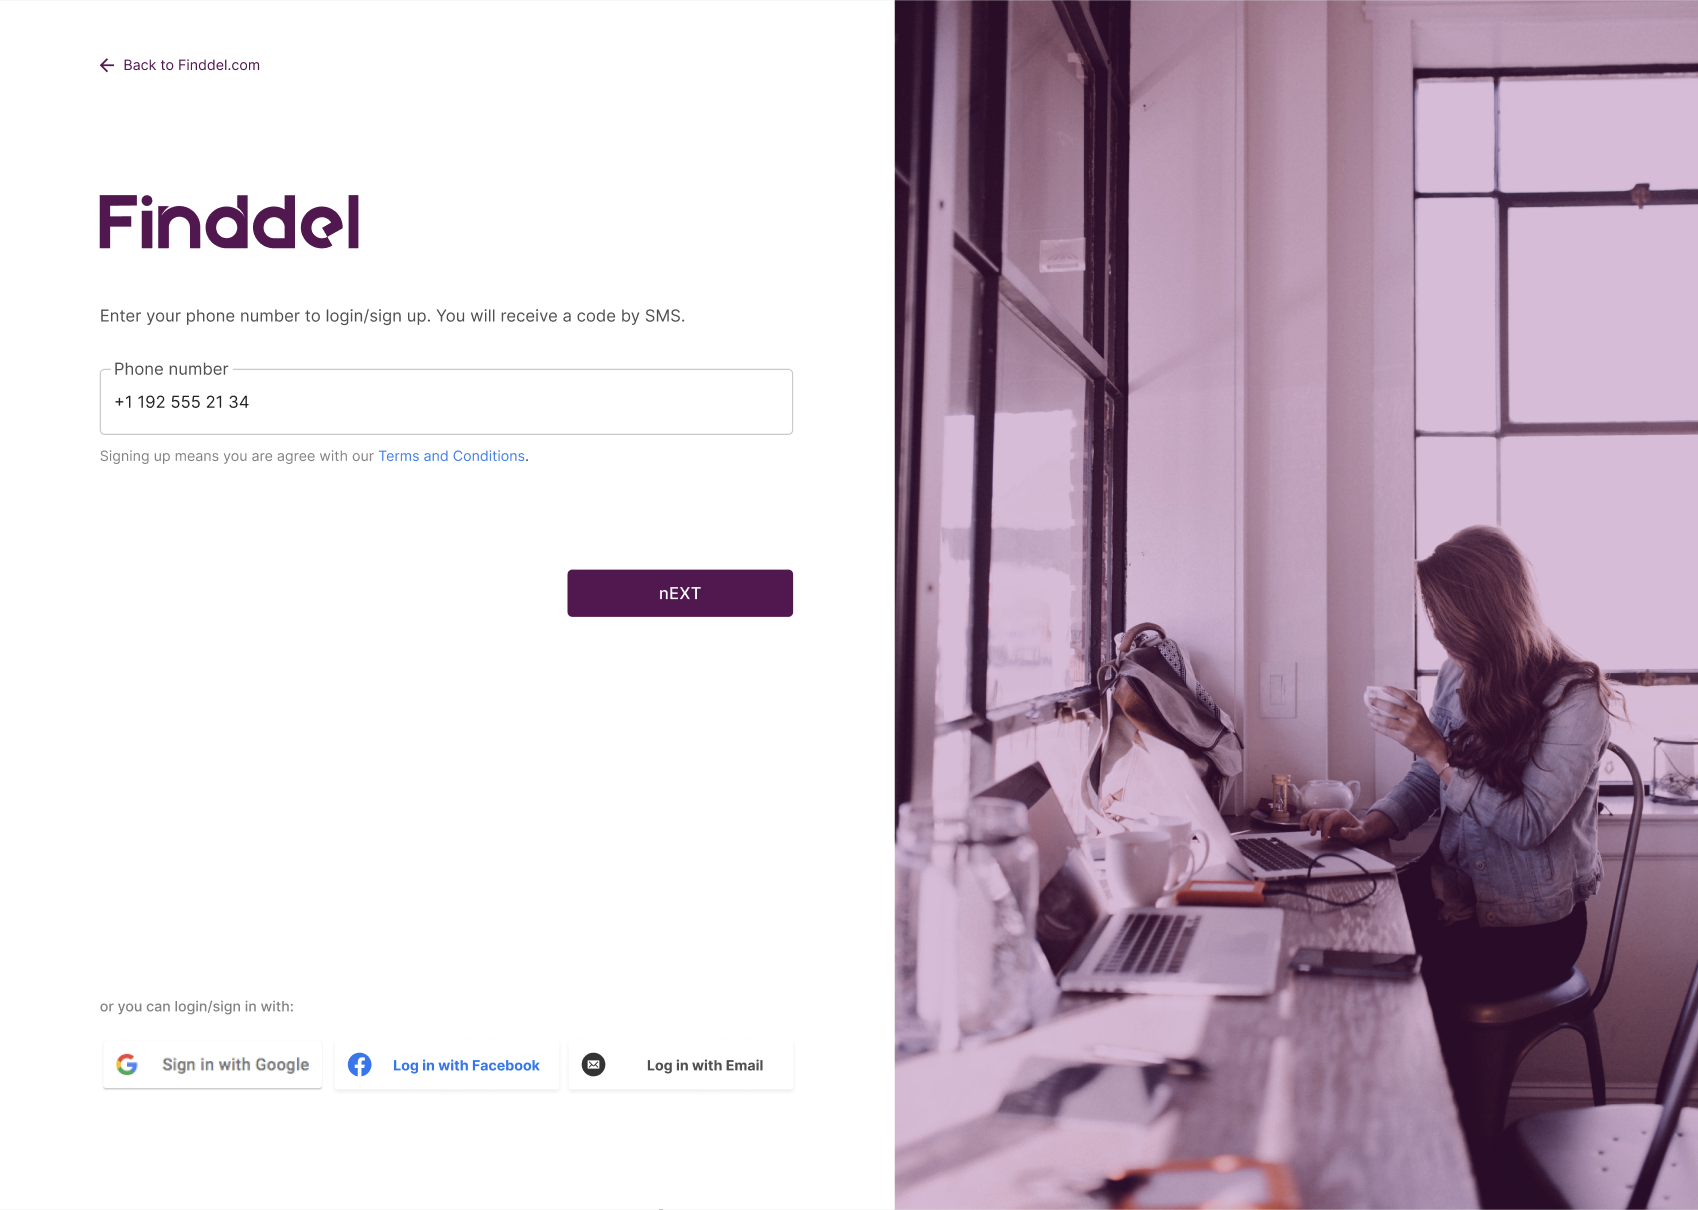 Back to Finddel.com
Finddel
Enter your phone number to login/sign up. You will receive a code by SMS.
Phone number
+1 192 555 21 34
Signing up means you are agree with our Terms and Conditions.
nEXT
or you can login/sign in with:
Sign in with Google
Log in with Facebook
Log in with Email